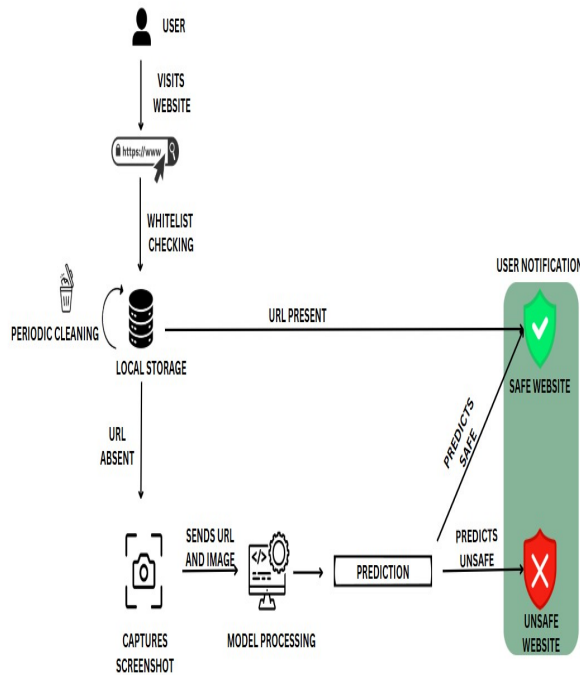 USER
VISITS
WEBSITE
https://www
WHITELIST
CHECKING
USER NOTIFICATION
PERIODIC CLEANING
URL PRESENT
LOCAL STORAGE
SAFE WEBSITE
URL
ABSENT
PREDICTS
SAFE
SENDS URL
AND IMAGE
</>
PREDICTION
PREDICTS
UNSAFE
CAPTURES
SCREENSHOT
MODEL PROCESSING
UNSAFE
WEBSITE